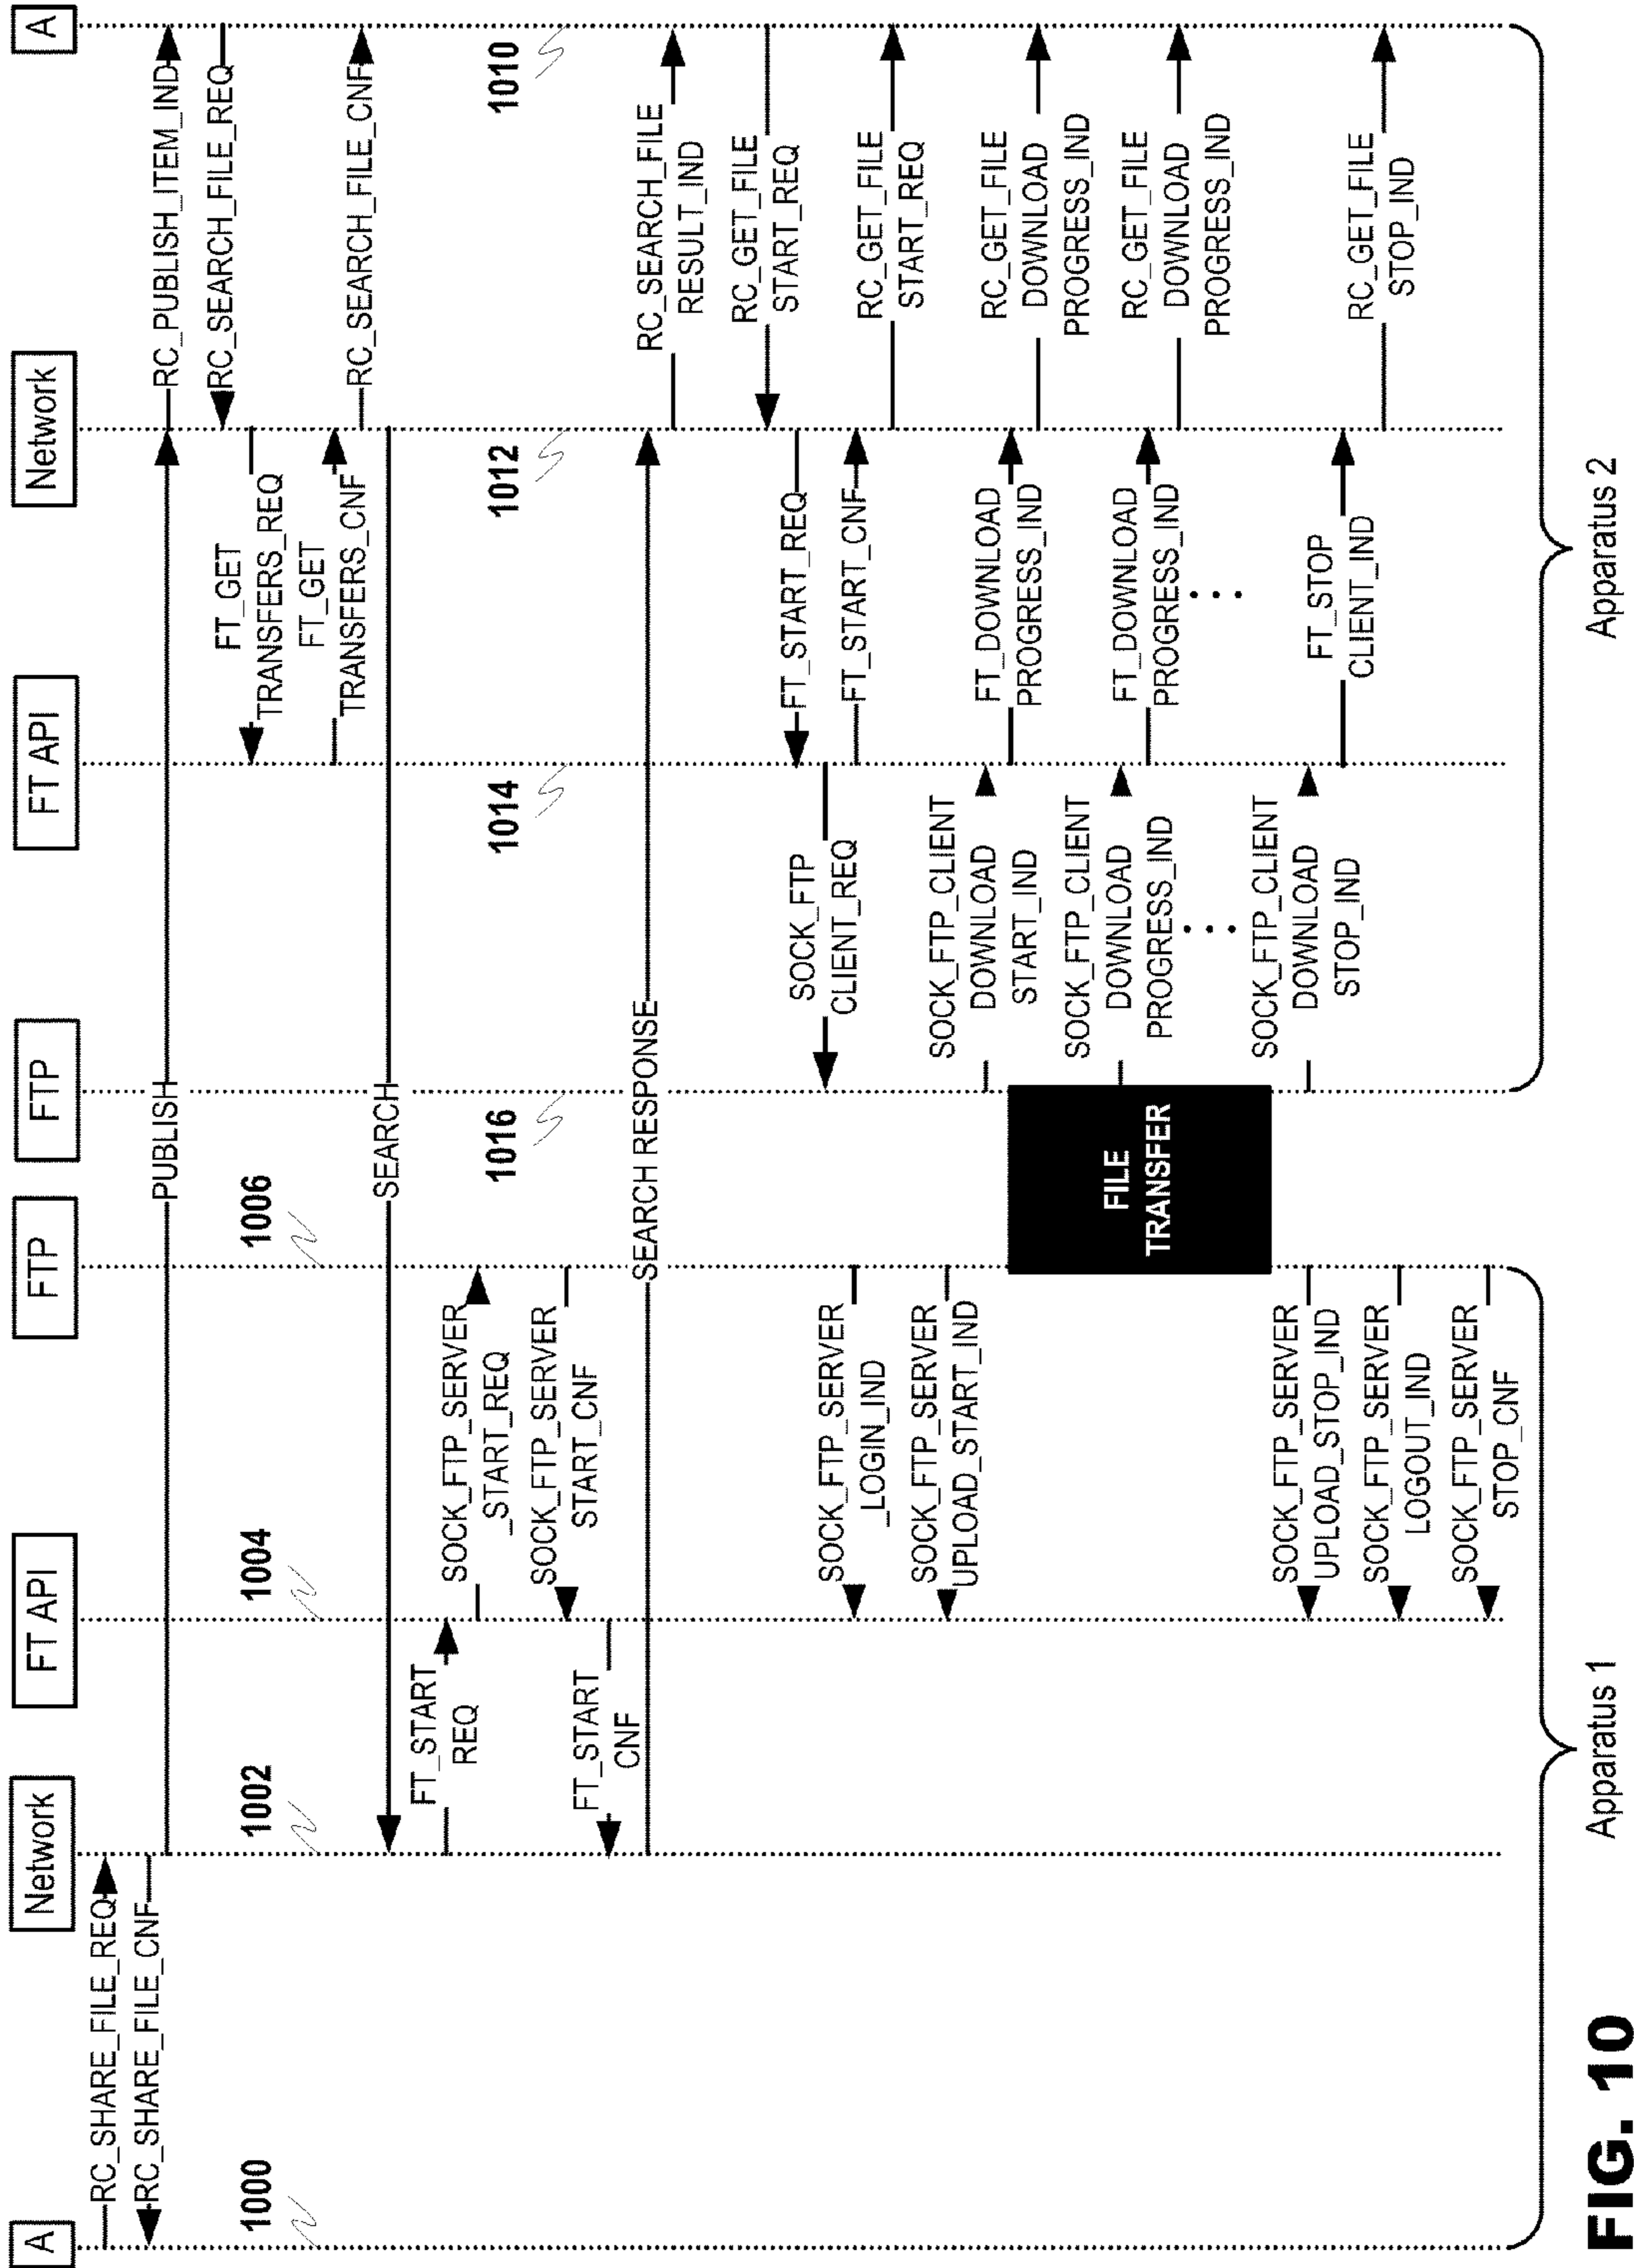 A
Network
FT API
FTP
FTP
FT API
Network
A
RC_SHARE_FILE_REQ
RC_SHARE_FILE_CNF
PUBLISH
RC_PUBLISH_ITEM_IND
RC_SEARCH_FILE_REQ
FT_GET
TRANSFERS_REQ
FT_GET
TRANSFERS_CNF
RC_SEARCH_FILE_CNF
1000
1002
1004
1006
SEARCH
FT_START
REQ
SOCK_FTP_SERVER
_START_REQ
SOCK_FTP_SERVER
START_CNF
FT_START
CNF
1016
1014
1012
1010
SEARCH RESPONSE
RC_SEARCH_FILE
RESULT_IND
RC_GET_FILE
START_REQ
FT_START_REQ
SOCK_FTP
CLIENT_REQ
FT_START_CNF
RC_GET_FILE
START_REQ
SOCK_FTP_SERVER
_LOGIN_IND
SOCK_FTP_SERVER
UPLOAD_START_IND
SOCK_FTP_CLIENT
DOWNLOAD
START_IND
FT_DOWNLOAD
PROGRESS_IND
RC_GET_FILE
DOWNLOAD
PROGRESS_IND
FILE
TRANSFER
SOCK_FTP_CLIENT
DOWNLOAD
PROGRESS_IND
FT_DOWNLOAD
PROGRESS_IND
RC_GET_FILE
DOWNLOAD
PROGRESS_IND
...
...
SOCK_FTP_CLIENT
DOWNLOAD
STOP_IND
FT_STOP
CLIENT_IND
RC_GET_FILE
STOP_IND
SOCK_FTP_SERVER
UPLOAD_STOP_IND
SOCK_FTP_SERVER
LOGOUT_IND
SOCK_FTP_SERVER
STOP_CNF
Apparatus 1
Apparatus 2
FIG. 10